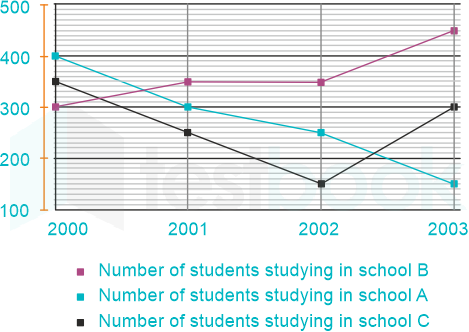 500
400
300
200
100
2000 2001 2002 2003
testbook
Number of students studying in school B
Number of students studying in school A
Number of students studying in school C